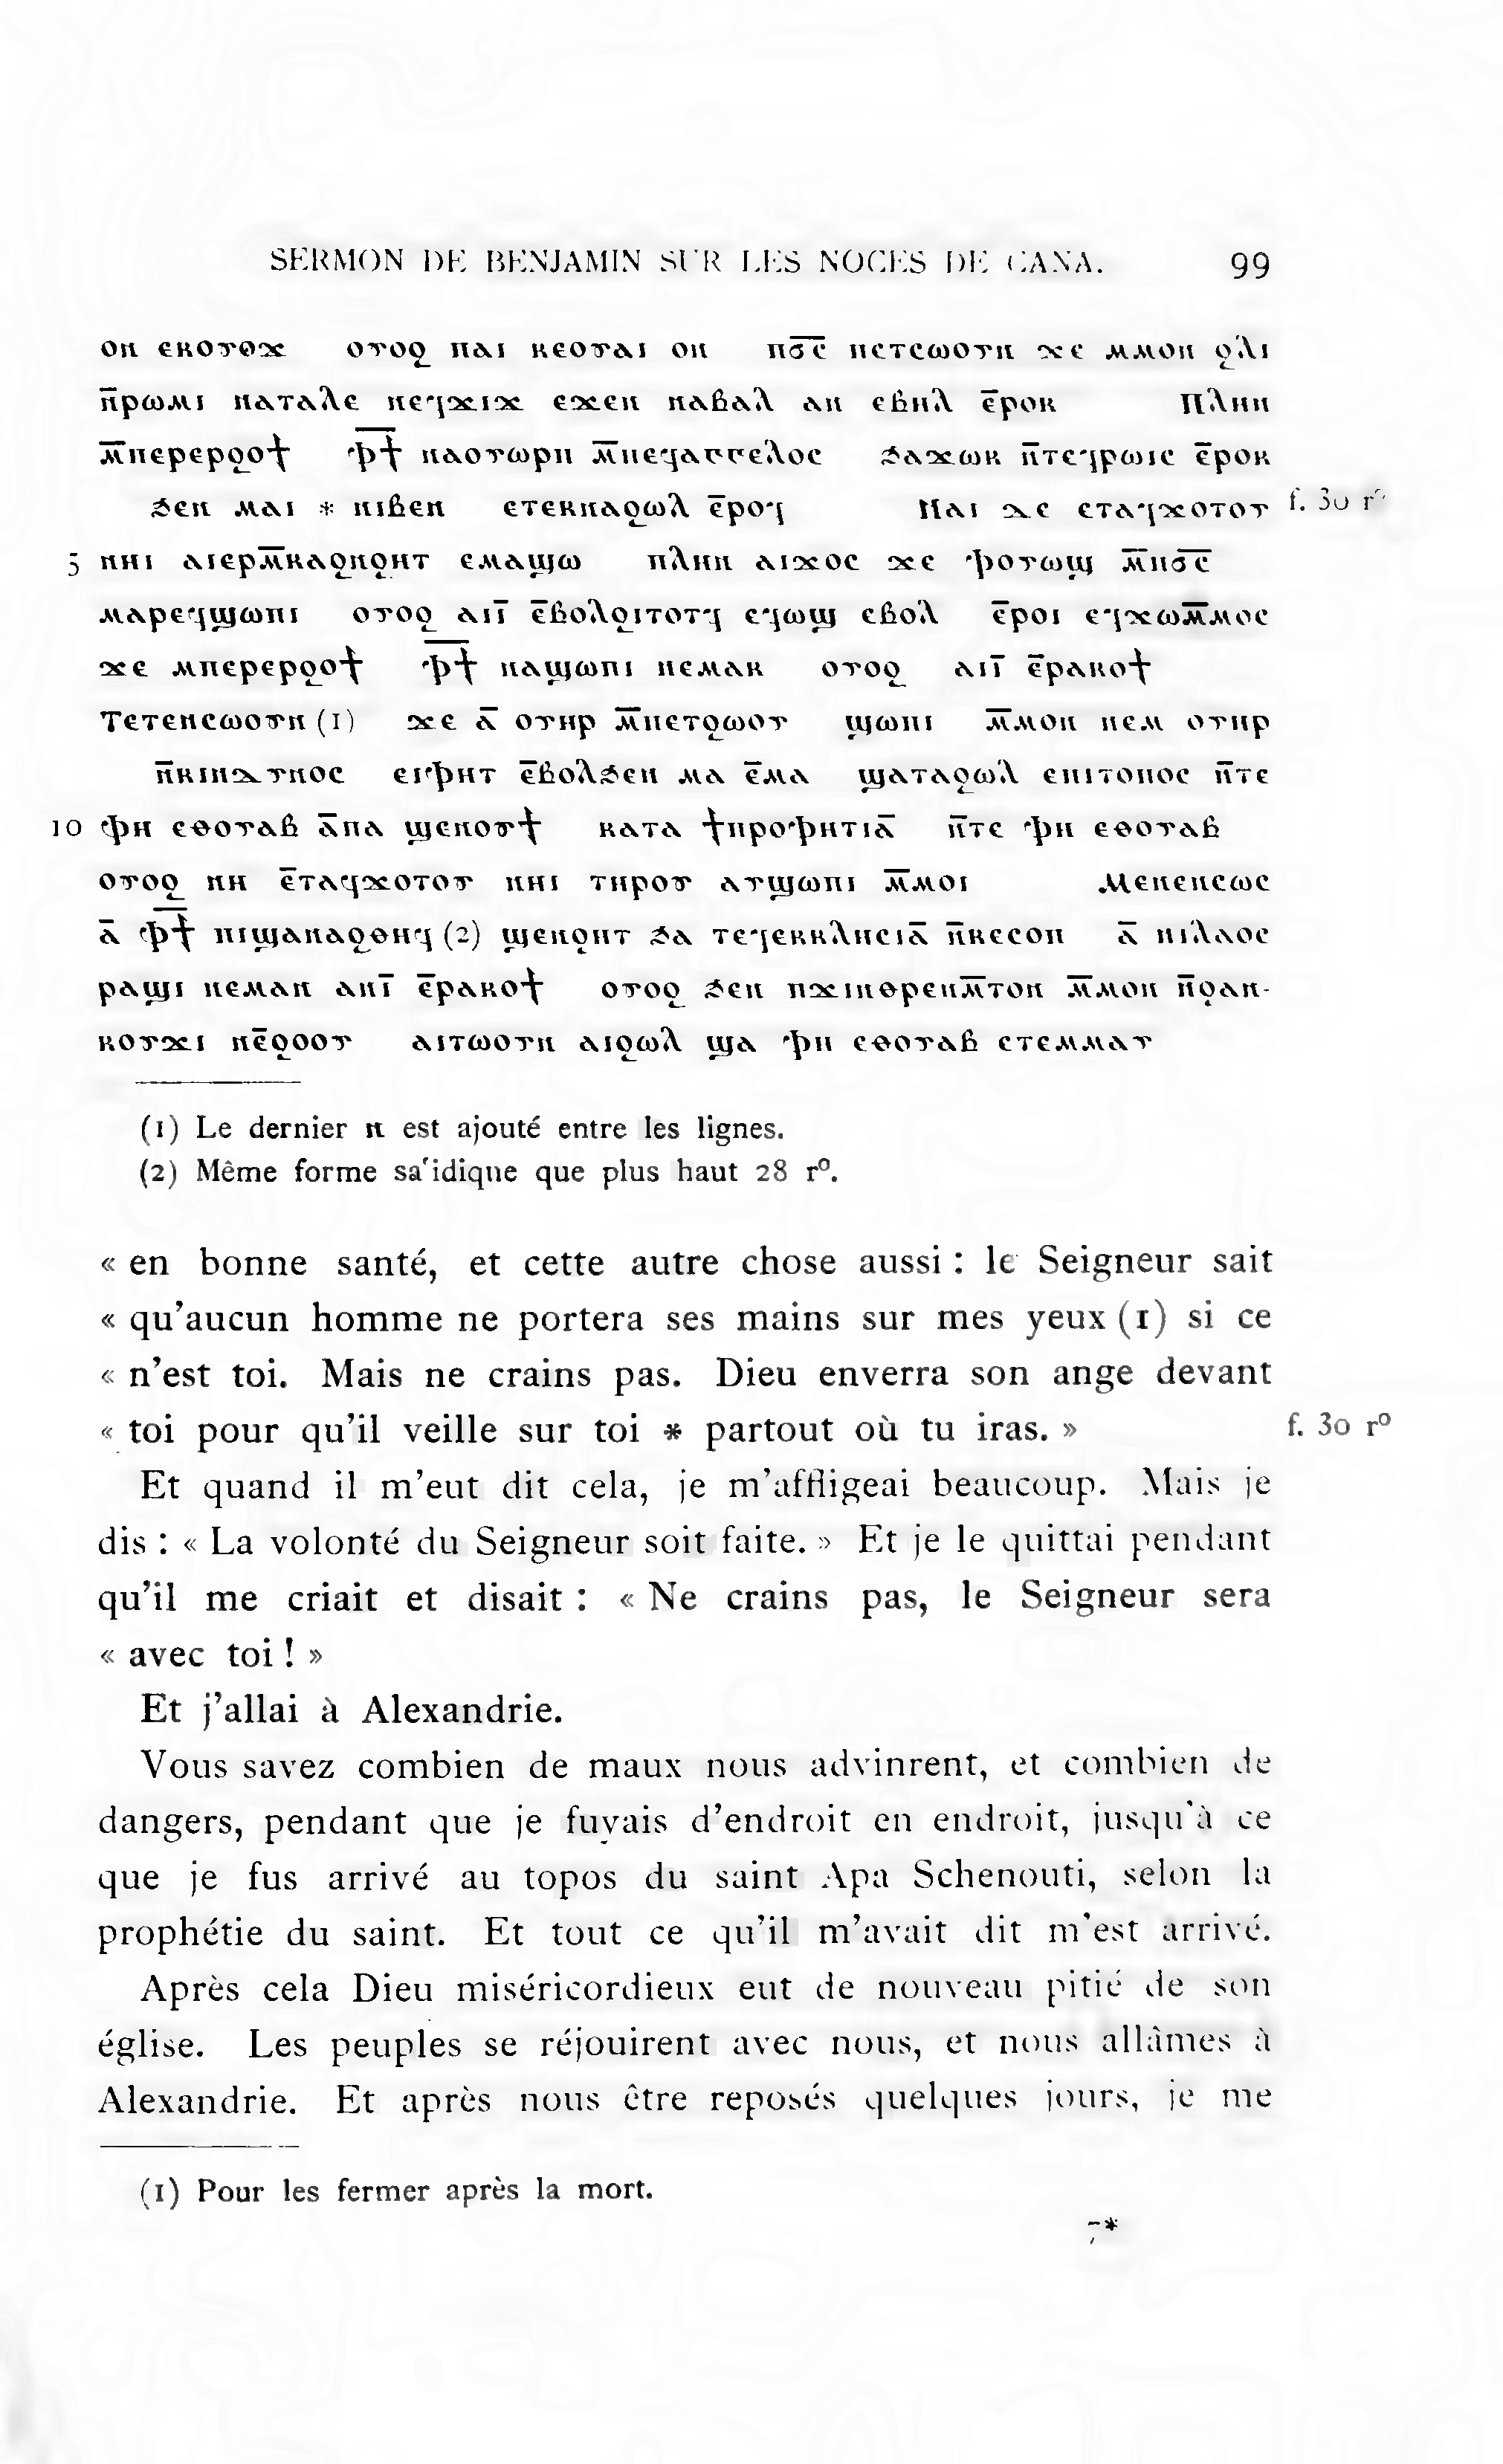 SERMON DE BENJAMIN SUR LES NOCES DE CANA. 99
ⲟⲛ ⲉⲕⲟⲩⲟϫ ⲟⲩⲟϩ ⲡⲁⲓ ⲕⲉⲟⲩⲁⲓ ⲟⲛ ⲡϭ̅ⲥ̅ ⲡⲉⲧⲥⲱⲟⲩⲛ ϫⲉ ⲙⲙⲟⲛ ϩⲗⲓ
ⲛ̅ⲣⲱⲙⲓ ⲛⲁⲧⲁⲗⲉ ⲛⲉϥϫⲓϫ ⲉϫⲉⲛ ⲛⲁⲃⲁⲗ ⲁⲛ ⲉⲃⲏⲗ ⲉ̅ⲣⲟⲕ Ⲡⲗⲏⲛ
ⲙ̅ⲡⲉⲣⲉⲣϩⲟϯ ⲫ̅ϯ̅ ⲛⲁⲟⲩⲱⲣⲡ ⲙ̅ⲡⲉϥⲁⲅⲅⲉⲗⲟⲥ ϧⲁϫⲱⲕ ⲛ̅ⲧⲉϥⲣⲱⲓⲥ ⲉ̅ⲣⲟⲕ
ϧⲉⲛ ⲙⲁⲓ * ⲛⲓⲃⲉⲛ ⲉⲧⲉⲕⲛⲁϩⲱⲗ ⲉ̅ⲣⲟϥ Ⲛⲁⲓ ⲇⲉ ⲉⲧⲁϥϫⲟⲧⲟⲩ f. 30 rº
5 ⲛⲏⲓ ⲁⲓⲉⲣⲙ̅ⲕⲁϩⲛϩⲏⲧ ⲉⲙⲁϣⲱ ⲡⲗⲏⲛ ⲁⲓϫⲟⲥ ϫⲉ ⲫⲟⲩⲱϣ ⲙ̅ⲡϭ̅ⲥ̅
ⲙⲁⲣⲉϥϣⲱⲡⲓ ⲟⲩⲟϩ ⲁⲓⲓ̅ ⲉ̅ⲃⲟⲗϩⲓⲧⲟⲧϥ ⲉϥⲱϣ ⲉⲃⲟⲗ ⲉ̅ⲣⲟⲓ ⲉϥϫⲱⲙ̅ⲙⲟⲥ
ϫⲉ ⲙⲡⲉⲣⲉⲣϩⲟϯ ⲫ̅ϯ̅ ⲛⲁϣⲱⲡⲓ ⲛⲉⲙⲁⲕ ⲟⲩⲟϩ ⲁⲓⲓ̅ ⲉ̅ⲣⲁⲕⲟϯ
Ⲧⲉⲧⲉⲛⲥⲱⲟⲩⲛ (1) ϫⲉ ⲁ̅ ⲟⲩⲏⲣ ⲙ̅ⲡⲉⲧϩⲱⲟⲩ ϣⲱⲡⲓ ⲙ̅ⲙⲟⲛ ⲛⲉⲙ ⲟⲩⲏⲣ
ⲛ̅ⲕⲓⲛⲇⲩⲛⲟⲥ ⲉⲓⲫⲏⲧ ⲉ̅ⲃⲟⲗϧⲉⲛ ⲙⲁ ⲉ̅ⲙⲁ ϣⲁⲧⲁϩⲱⲗ ⲉⲡⲓⲧⲟⲡⲟⲥ ⲛ̅ⲧⲉ
10 ⲫⲏ ⲉⲑⲟⲩⲁⲃ ⲁ̅ⲡⲁ ϣⲉⲛⲟⲩϯ ⲕⲁⲧⲁ ϯⲡⲣⲟⲫⲏⲧⲓⲁ̅ ⲛ̅ⲧⲉ ⲫⲏ ⲉⲑⲟⲩⲁⲃ
ⲟⲩⲟϩ ⲛⲏ ⲉ̅ⲧⲁϥϫⲟⲧⲟⲩ ⲛⲏⲓ ⲧⲏⲣⲟⲩ ⲁⲩϣⲱⲡⲓ ⲙ̅ⲙⲟⲓ Ⲙⲉⲛⲉⲛⲥⲱⲥ
ⲁ̅ ⲫ̅ϯ̅ ⲡⲓϣⲁⲛⲁϩⲑⲏϥ (2) ϣⲉⲛϩⲏⲧ ϧⲁ ⲧⲉϥⲉⲕⲕⲗⲏⲥⲓⲁ̅ ⲛ̅ⲕⲉⲥⲟⲡ ⲁ̅ ⲛⲓⲗⲁⲟⲥ
ⲣⲁϣⲓ ⲛⲉⲙⲁⲛ ⲁⲛⲓ̅ ⲉ̅ⲣⲁⲕⲟϯ ⲟⲩⲟϩ ϧⲉⲛ ⲡϫⲓⲛⲑⲣⲉⲛⲙ̅ⲧⲟⲛ ⲙ̅ⲙⲟⲛ ⲛ̅ϩⲁⲛ-
ⲕⲟⲩϫⲓ ⲛⲉ̅ϩⲟⲟⲩ ⲁⲓⲧⲱⲟⲩⲛ ⲁⲓϩⲱⲗ ϣⲁ ⲫⲏ ⲉⲑⲟⲩⲁⲃ ⲉⲧⲉⲙⲙⲁⲩ
(1) Le dernier ⲛ est ajouté entre les lignes.
(2) Même forme saʿidique que plus haut 28 rº.
« en bonne santé, et cette autre chose aussi : le Seigneur sait
« qu’aucun homme ne portera ses mains sur mes yeux (1) si ce
« n’est toi. Mais ne crains pas. Dieu enverra son ange devant
« toi pour qu’il veille sur toi * partout où tu iras. » f. 30 rº
Et quand il m’eut dit cela, je m’affligeai beaucoup. Mais je
dis : « La volonté du Seigneur soit faite. » Et je le quittai pendant
qu’il me criait et disait : « Ne crains pas, le Seigneur sera
« avec toi ! »
Et j’allai à Alexandrie.
Vous savez combien de maux nous advinrent, et combien de
dangers, pendant que je fuyais d’endroit en endroit, jusqu’à ce
que je fus arrivé au topos du saint Apa Schenouti, selon la
prophétie du saint. Et tout ce qu’il m’avait dit m’est arrivé.
Après cela Dieu miséricordieux eut de nouveau pitié de son
église. Les peuples se réjouirent avec nous, et nous allâmes à
Alexandrie. Et après nous être reposés quelques jours, je me
(1) Pour les fermer après la mort.
7*